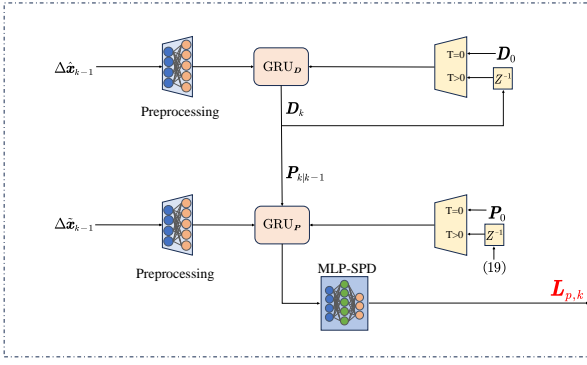 T=0
D₀
Δx̂ₖ₋₁
GRU_D
T>0
Z⁻¹
Preprocessing
Dₖ
Pₖ|ₖ₋₁
T=0
P₀
Δx̃ₖ₋₁
GRU_P
T>0
Z⁻¹
Preprocessing
MLP-SPD
(19)
L_{p,k}